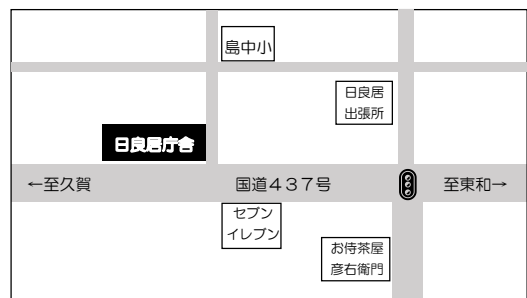 島中小
日良居
出張所
日良居庁舎
←至久賀
国道437号
至東和→
セブン
イレブン
お侍茶屋
彦右衛門